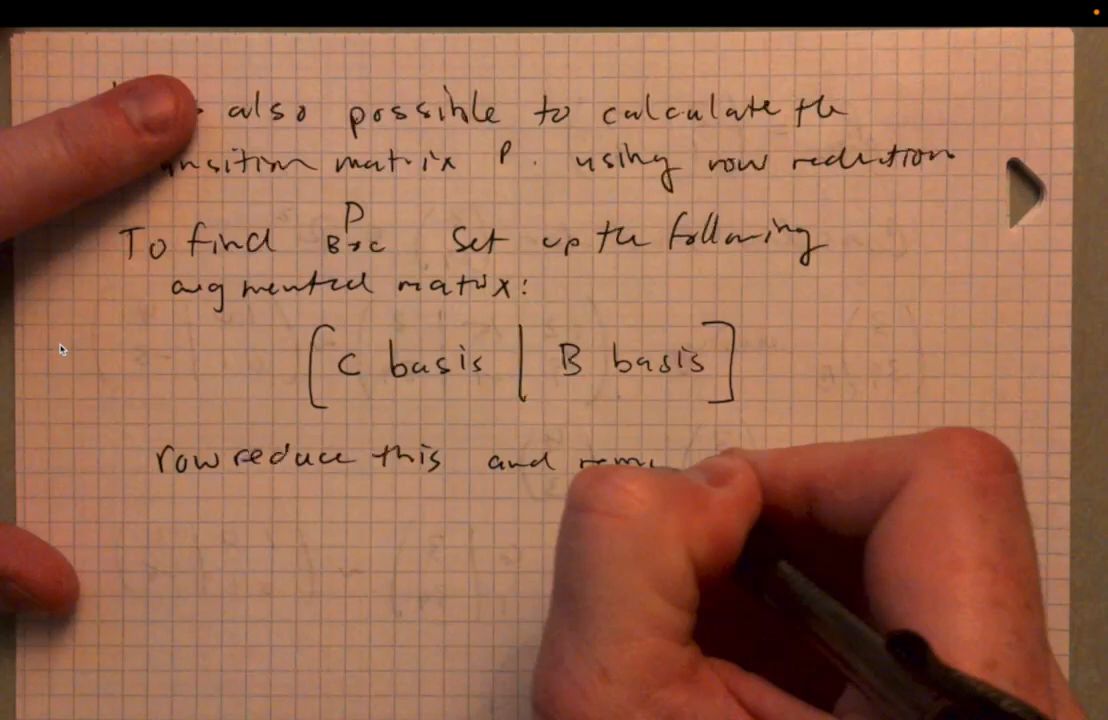 also possible to calculate the
matrix P. using row reduction
To find P B→C set up the following
augmented matrix:
[C basis | B basis]
row reduce this and